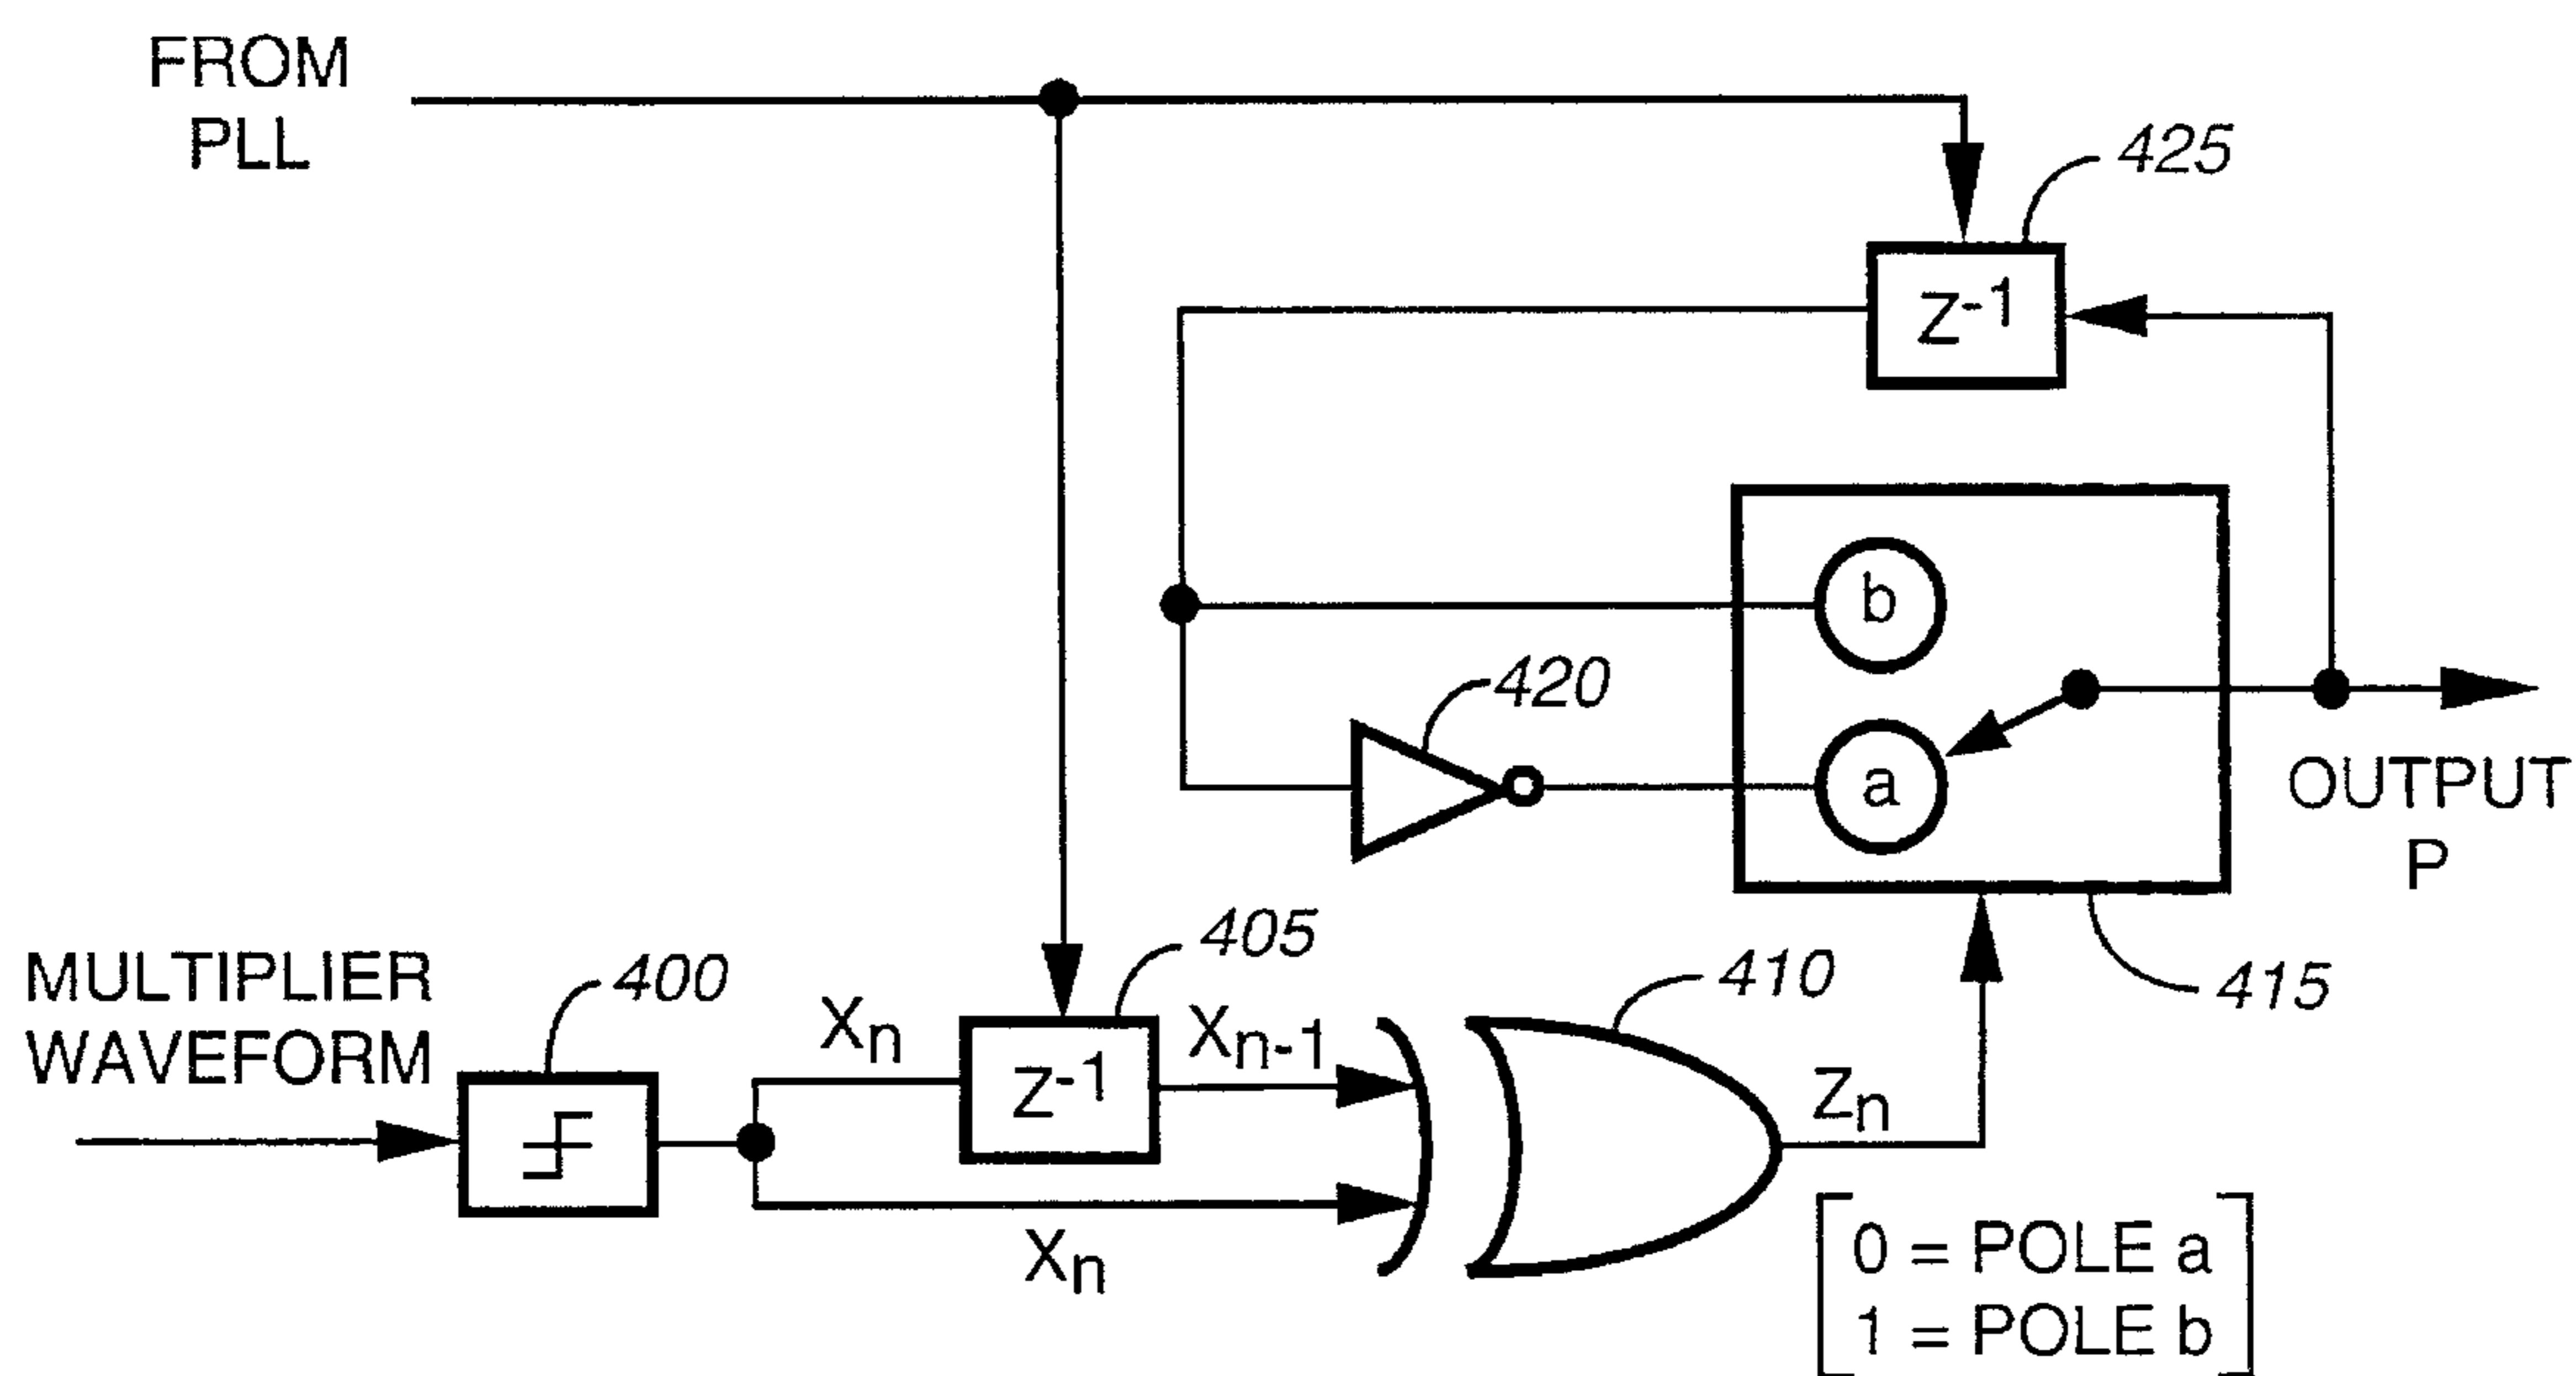 FROM
PLL
425
Z-1
b
420
a
OUTPUT
P
405
410
415
MULTIPLIER
WAVEFORM
400
Xn
Z-1
Xn-1
Zn
Xn
0 = POLE a
1 = POLE b